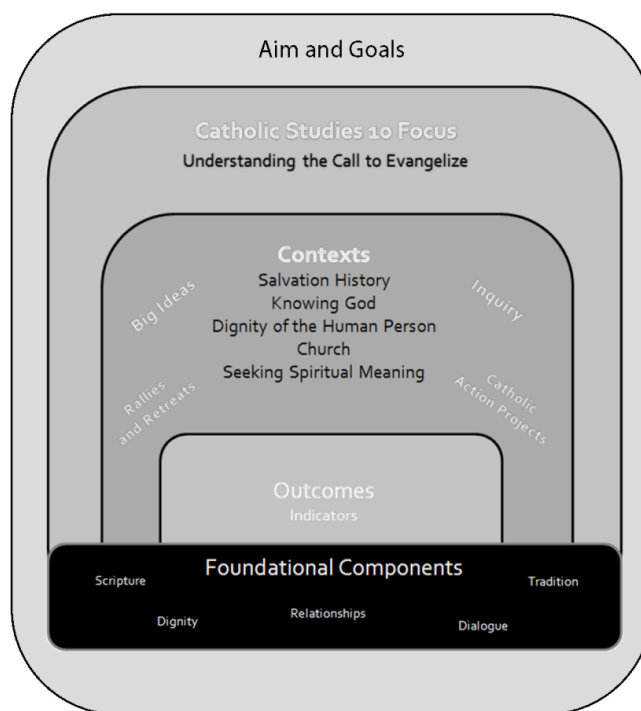 Aim and Goals
Catholic Studies 10 Focus
Understanding the Call to Evangelize
Contexts
Salvation History
Knowing God
Dignity of the Human Person
Church
Seeking Spiritual Meaning
Big Ideas
Inquiry
Rallies
and Retreats
Catholic
Action Projects
Outcomes
Indicators
Foundational Components
Scripture
Tradition
Relationships
Dignity
Dialogue